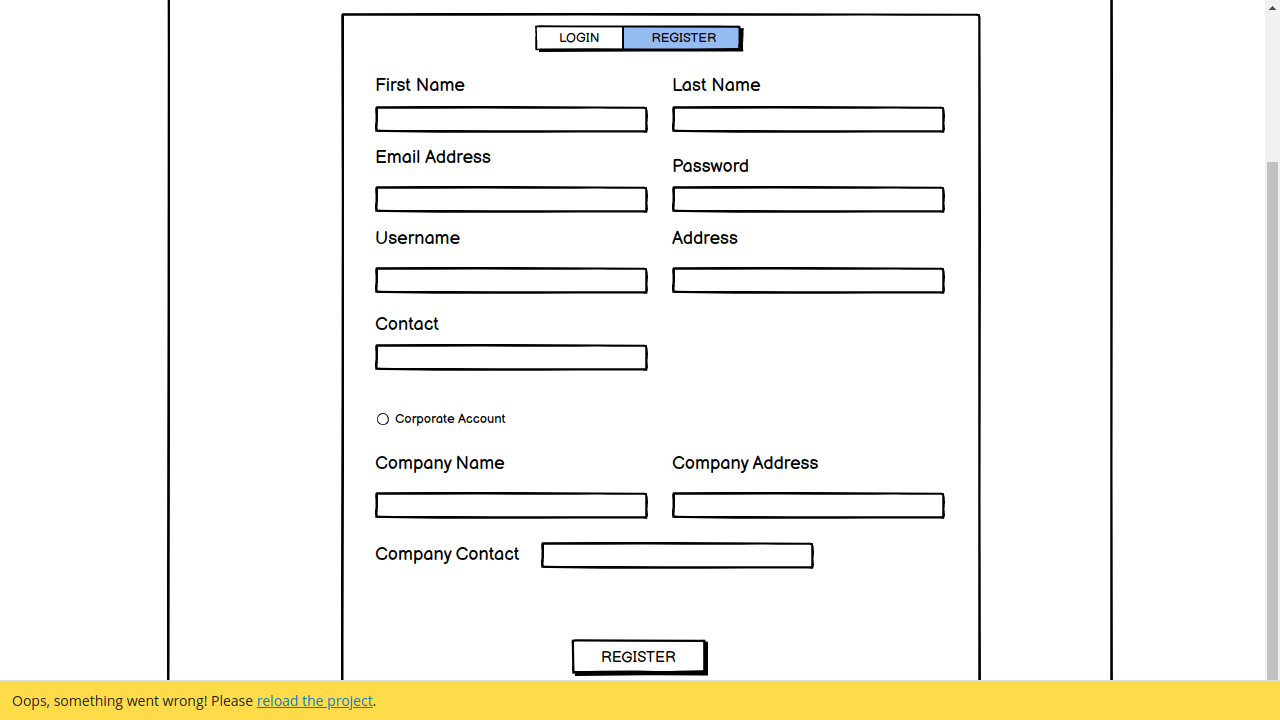 LOGIN REGISTER
First Name Last Name
Email Address Password
Username Address
Contact
Corporate Account
Company Name Company Address
Company Contact
REGISTER
Oops, something went wrong! Please reload the project.